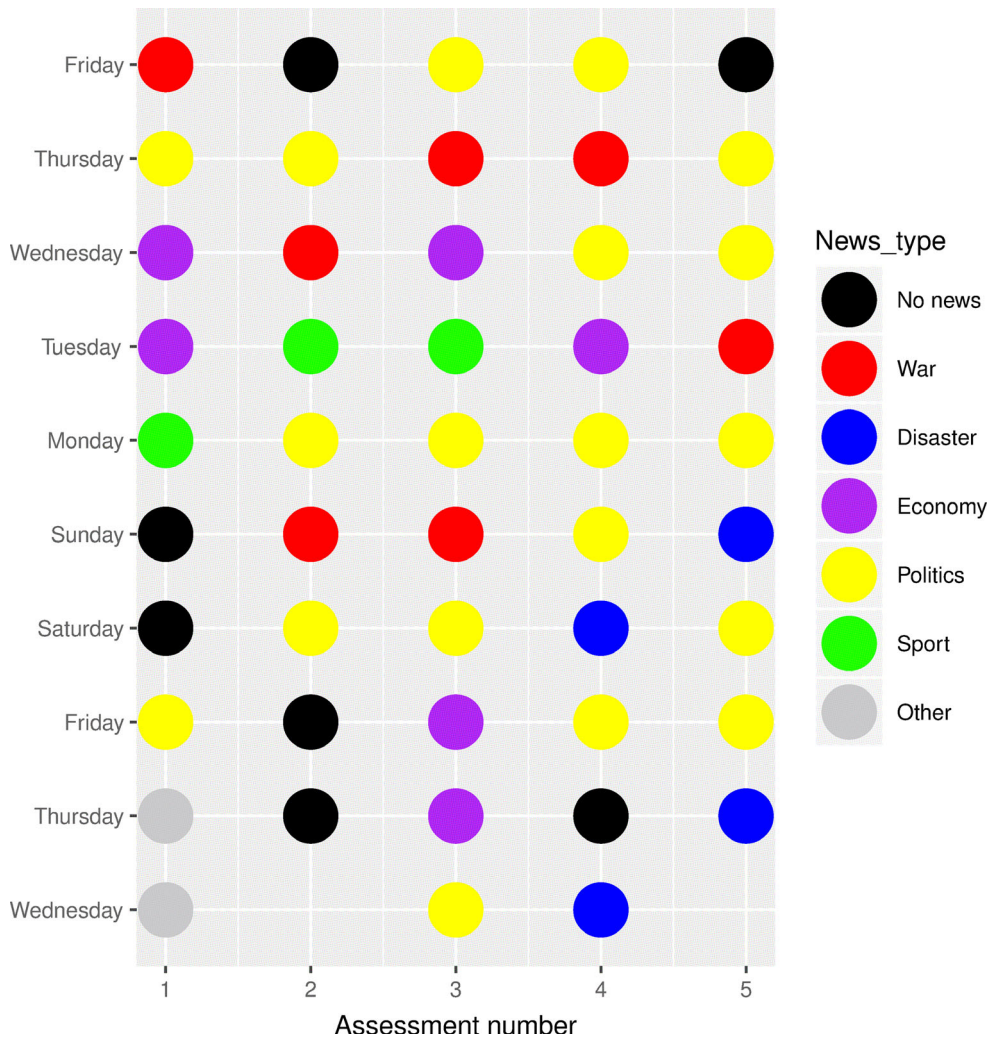 Friday
Thursday
Wednesday
Tuesday
Monday
Sunday
Saturday
Friday
Thursday
Wednesday
1 2 3 4 5
Assessment number
News_type
No news
War
Disaster
Economy
Politics
Sport
Other